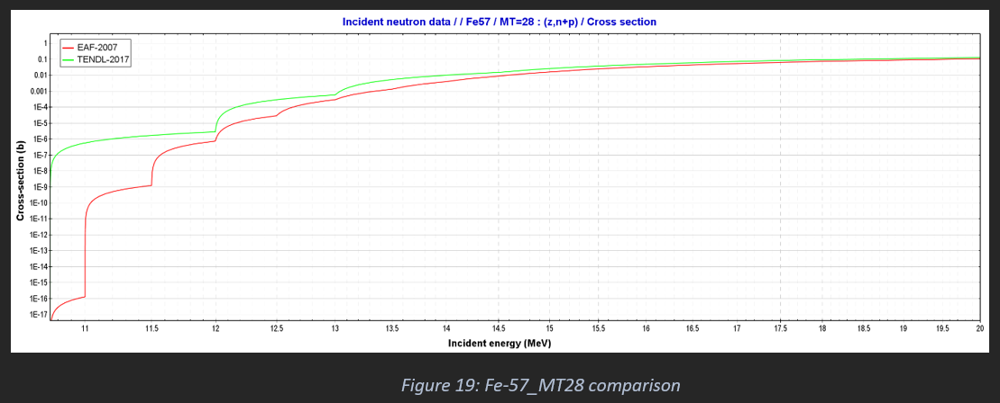 Incident neutron data / / Fe57 / MT=28 : (z,n+p) / Cross section
EAF-2007
TENDL-2017
Cross-section (b)
1
0.1
0.01
0.001
1E-4
1E-5
1E-6
1E-7
1E-8
1E-9
1E-10
1E-11
1E-12
1E-13
1E-14
1E-15
1E-16
1E-17
11 11.5 12 12.5 13 13.5 14 14.5 15 15.5 16 16.5 17 17.5 18 18.5 19 19.5 20
Incident energy (MeV)
Figure 19: Fe-57_MT28 comparison